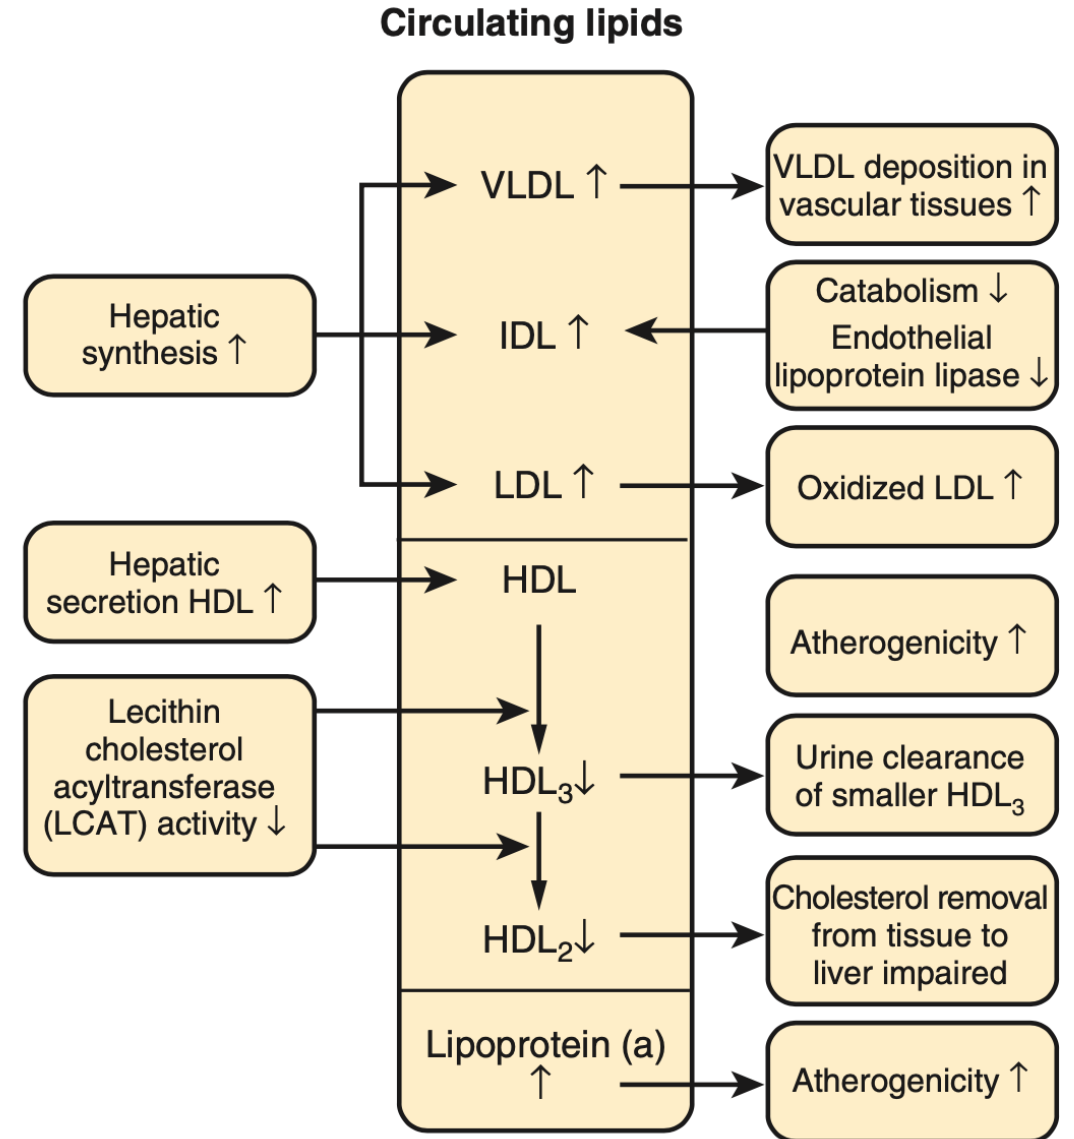 Circulating lipids
VLDL ↑
VLDL deposition in
vascular tissues ↑
Hepatic
synthesis ↑
IDL ↑
Catabolism ↓
Endothelial
lipoprotein lipase ↓
LDL ↑
Oxidized LDL ↑
Hepatic
secretion HDL ↑
HDL
Atherogenicity ↑
Lecithin
cholesterol
acyltransferase
(LCAT) activity ↓
HDL₃↓
Urine clearance
of smaller HDL₃
HDL₂↓
Cholesterol removal
from tissue to
liver impaired
Lipoprotein (a)
↑
Atherogenicity ↑